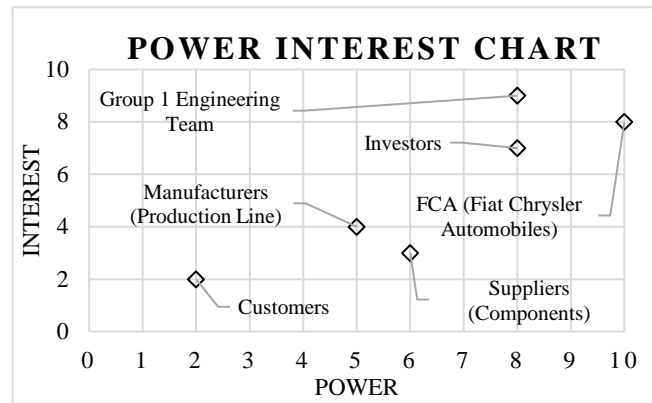 POWER INTEREST CHART
10
8
6
4
2
0
INTEREST
Group 1 Engineering
Team
Investors
Manufacturers
(Production Line)
FCA (Fiat Chrysler
Automobiles)
Customers
Suppliers
(Components)
0 1 2 3 4 5 6 7 8 9 10
POWER